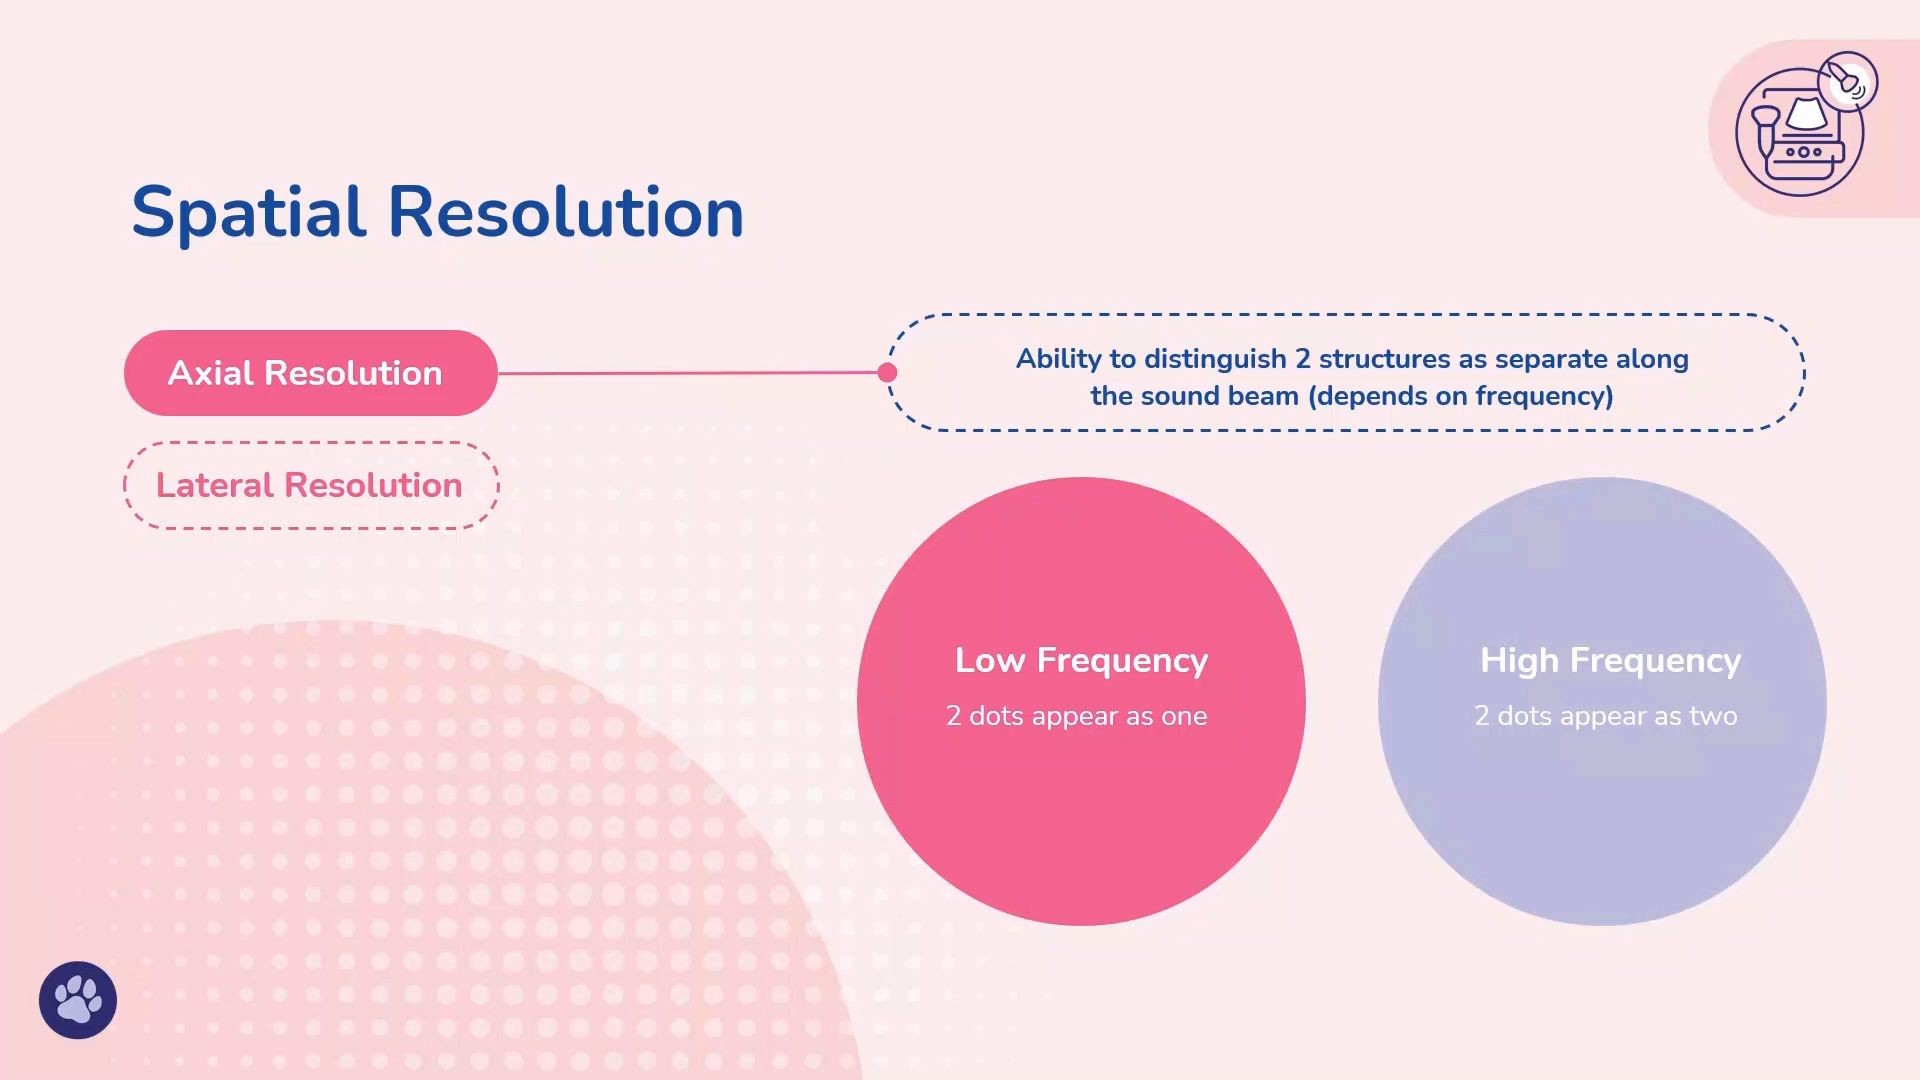 Spatial Resolution
Axial Resolution
Ability to distinguish 2 structures as separate along
the sound beam (depends on frequency)
Lateral Resolution
Low Frequency
2 dots appear as one
High Frequency
2 dots appear as two